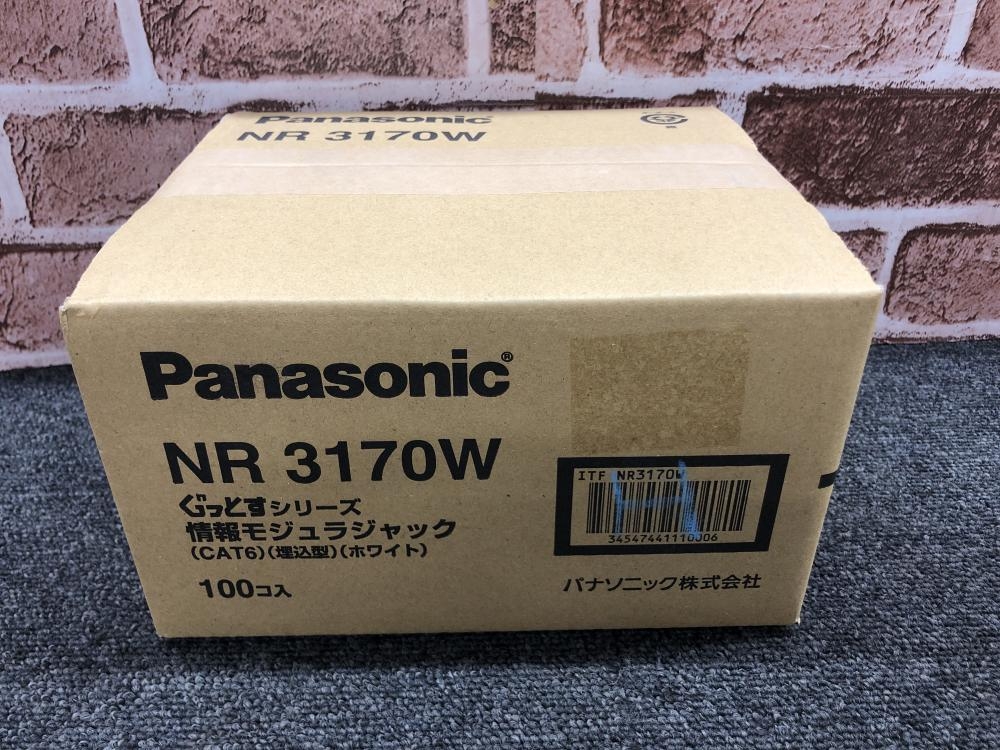 Panasonic
NR 3170W
Panasonic®
NR 3170W
ぐっとすシリーズ
情報モジュラジャック
(CAT6)(埋込型)(ホワイト)
100コ入
ITF NR3170W
34547441110006
パナソニック株式会社